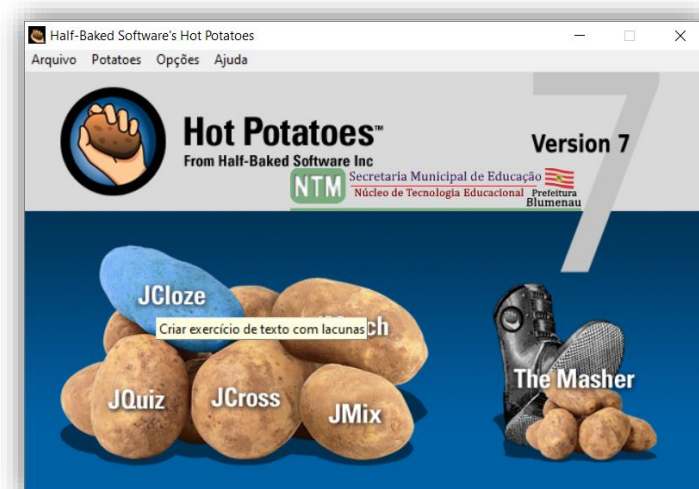 Half-Baked Software's Hot Potatoes
Arquivo Potatoes Opções Ajuda
Hot Potatoes™
From Half-Baked Software Inc
Version 7
7
NTM
Secretaria Municipal de Educação
Núcleo de Tecnologia Educacional
Prefeitura
Blumenau
JCloze
Criar exercício de texto com lacunas
ch
JQuiz
JCross
JMix
The Masher